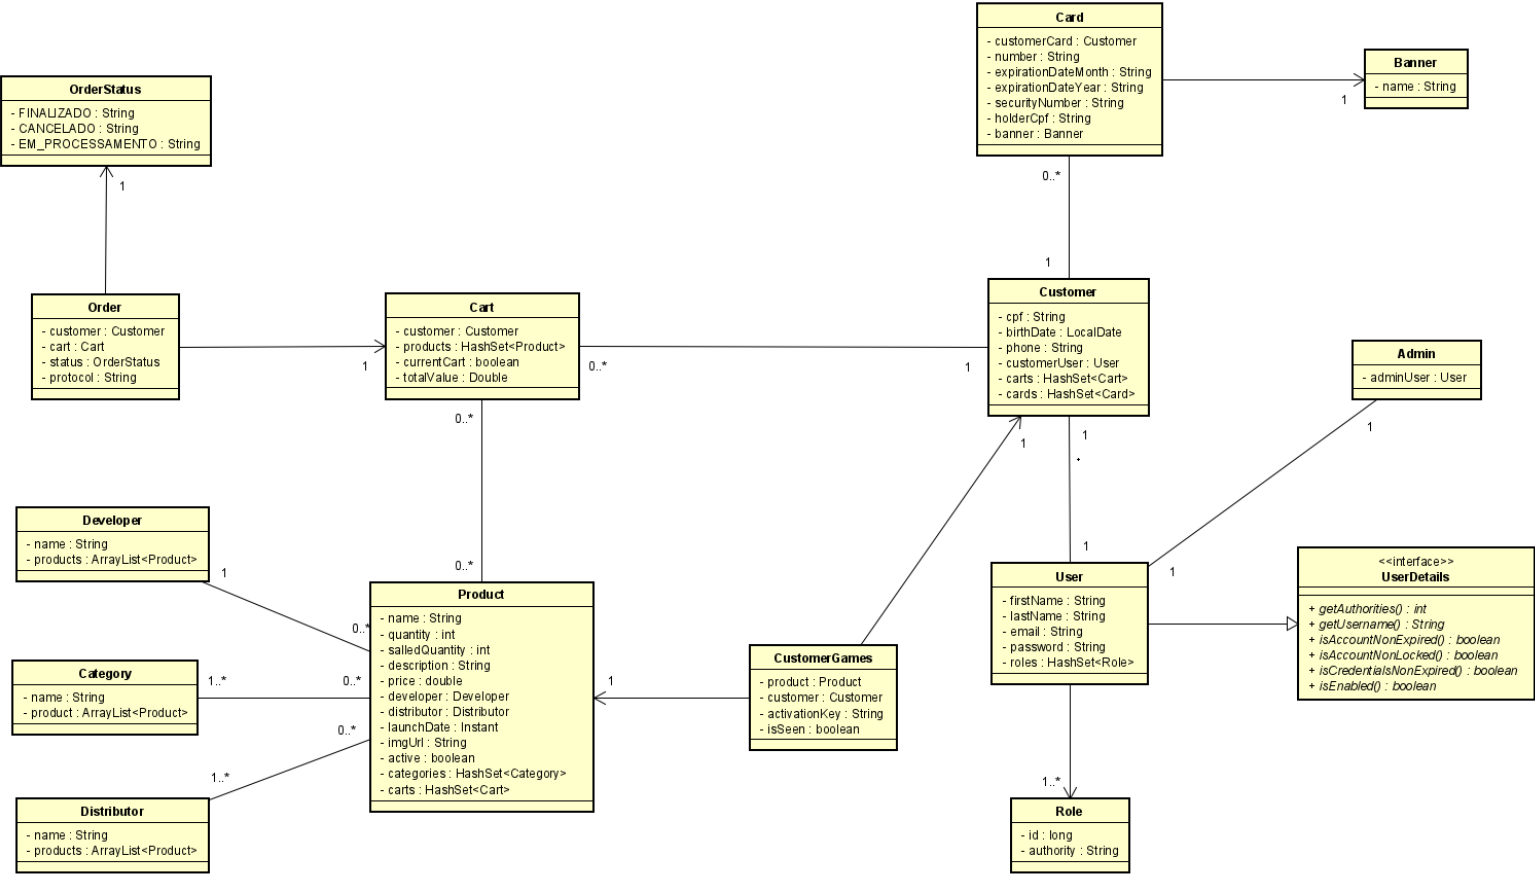 Card
- customerCard : Customer
- number : String
- expirationDateMonth : String
- expirationDateYear : String
- securityNumber : String
- holderCpf : String
- banner : Banner
Banner
- name : String
1
OrderStatus
- FINALIZADO : String
- CANCELADO : String
- EM_PROCESSAMENTO : String
1
0..*
1
Order
- customer : Customer
- cart : Cart
- status : OrderStatus
- protocol : String
1
Cart
- customer : Customer
- products : HashSet<Product>
- currentCart : boolean
- totalValue : Double
0..*
1
Customer
- cpf : String
- birthDate : LocalDate
- phone : String
- customerUser : User
- carts : HashSet<Cart>
- cards : HashSet<Card>
Admin
- adminUser : User
0..*
1
1
1
Developer
- name : String
- products : ArrayList<Product>
1
0..*
1
1
0..*
Product
- name : String
- quantity : int
- salledQuantity : int
- description : String
- price : double
- developer : Developer
- distributor : Distributor
- launchDate : Instant
- imgUrl : String
- active : boolean
- categories : HashSet<Category>
- carts : HashSet<Cart>
User
- firstName : String
- lastName : String
- email : String
- password : String
- roles : HashSet<Role>
<<interface>>
UserDetails
+ getAuthorities() : int
+ getUsername() : String
+ isAccountNonExpired() : boolean
+ isAccountNonLocked() : boolean
+ isCredentialsNonExpired() : boolean
+ isEnabled() : boolean
Category
- name : String
- product : ArrayList<Product>
1..*
0..*
1
CustomerGames
- product : Product
- customer : Customer
- activationKey : String
- isSeen : boolean
0..*
1..*
1..*
Distributor
- name : String
- products : ArrayList<Product>
Role
- id : long
- authority : String